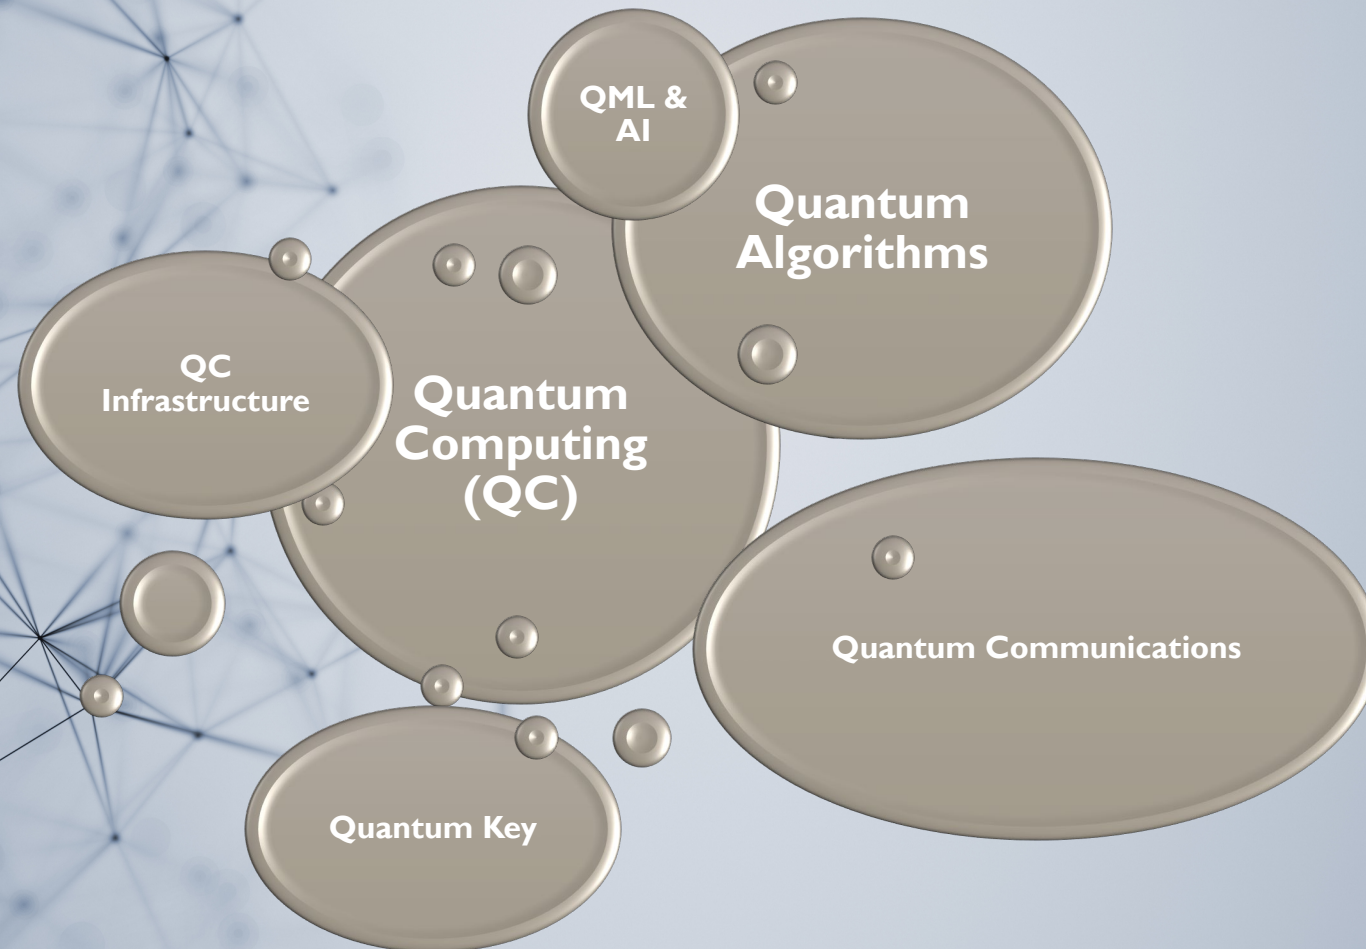 QML &
AI
Quantum
Algorithms
QC
Infrastructure
Quantum
Computing
(QC)
Quantum Communications
Quantum Key